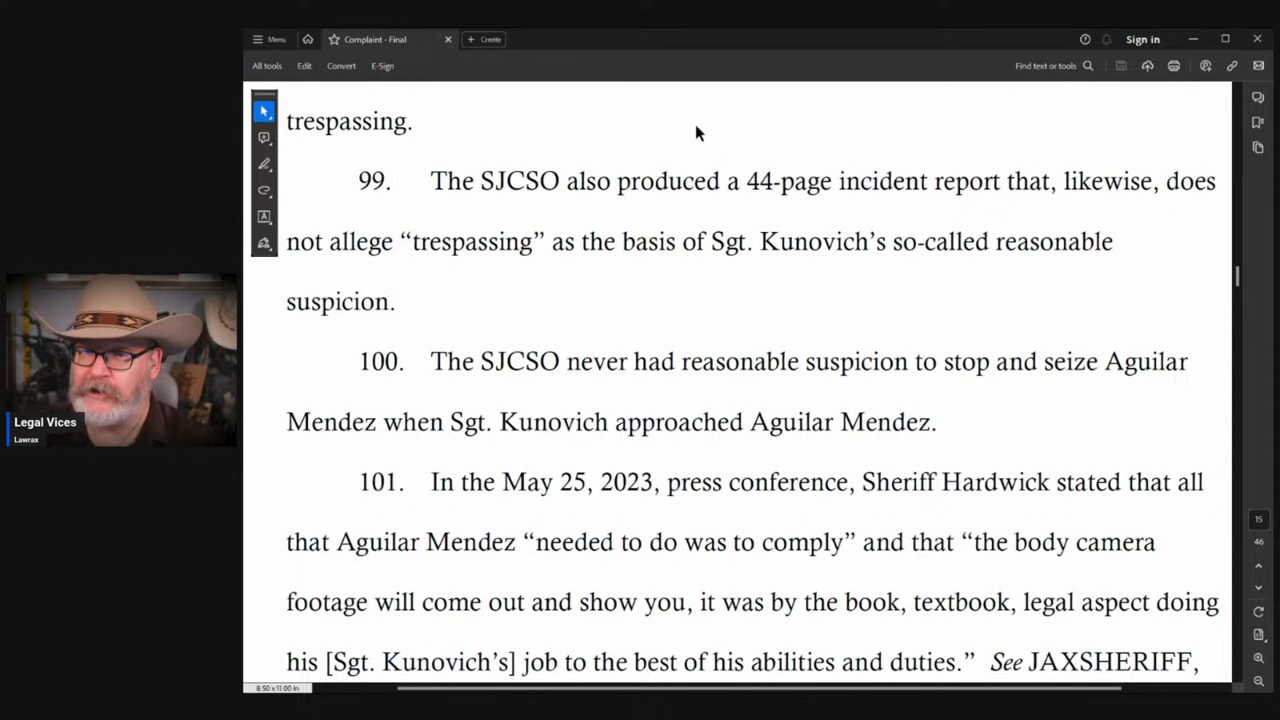 Menu
Complaint - Final
Create
Sign in
All tools
Edit
Convert
E-Sign
Find text or tools
trespassing.
99. The SJCSO also produced a 44-page incident report that, likewise, does
not allege “trespassing” as the basis of Sgt. Kunovich’s so-called reasonable
suspicion.
100. The SJCSO never had reasonable suspicion to stop and seize Aguilar
Mendez when Sgt. Kunovich approached Aguilar Mendez.
101. In the May 25, 2023, press conference, Sheriff Hardwick stated that all
that Aguilar Mendez “needed to do was to comply” and that “the body camera
footage will come out and show you, it was by the book, textbook, legal aspect doing
his [Sgt. Kunovich’s] job to the best of his abilities and duties.” See JAXSHERIFF,
Legal Vices
Lawrax
15
46
8.50 x 11.00 in